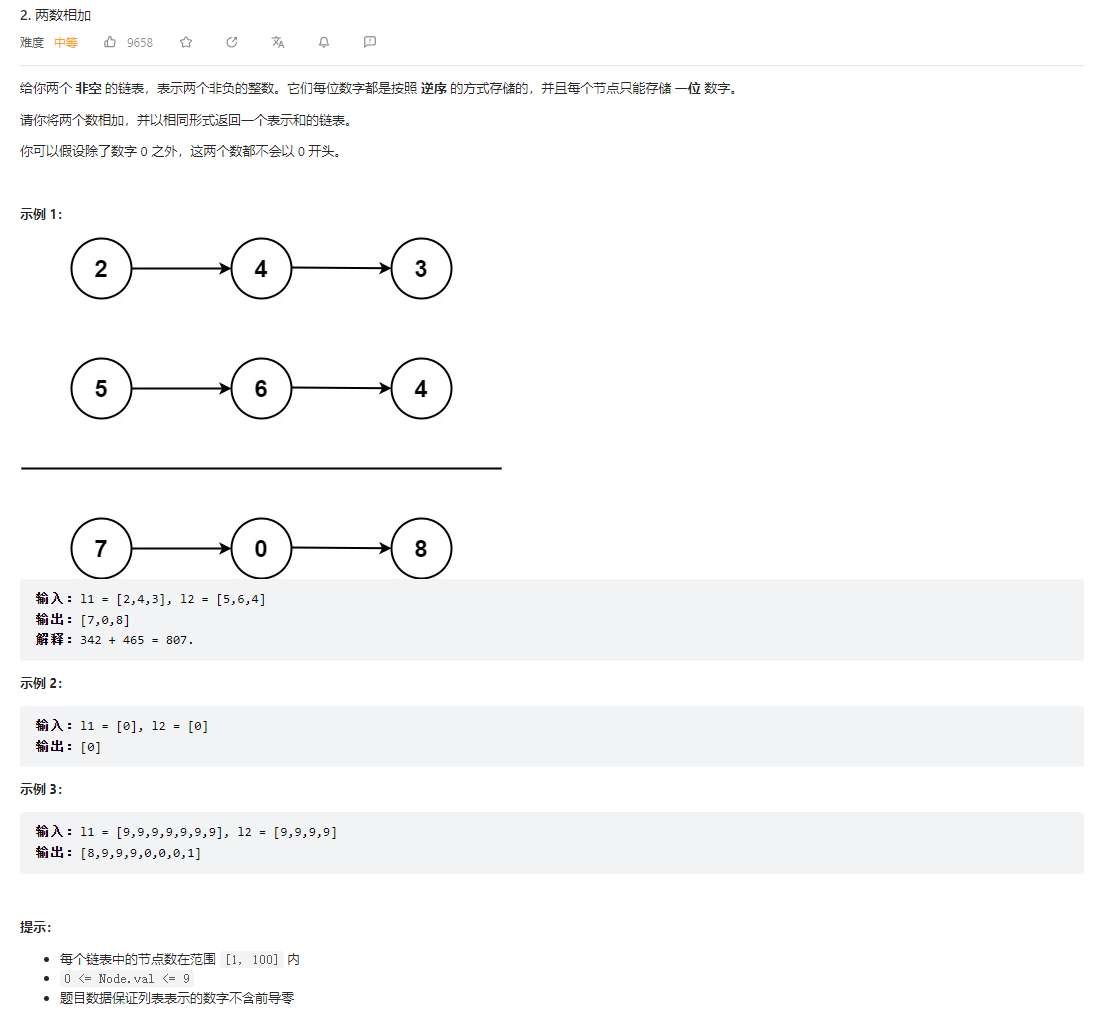 2. 两数相加
难度 中等 9658
给你两个 非空 的链表，表示两个非负的整数。它们每位数字都是按照 逆序 的方式存储的，并且每个节点只能存储 一位 数字。
请你将两个数相加，并以相同形式返回一个表示和的链表。
你可以假设除了数字 0 之外，这两个数都不会以 0 开头。
示例 1：
2 4 3
5 6 4
7 0 8
输入：l1 = [2,4,3], l2 = [5,6,4]
输出：[7,0,8]
解释：342 + 465 = 807.
示例 2：
输入：l1 = [0], l2 = [0]
输出：[0]
示例 3：
输入：l1 = [9,9,9,9,9,9,9], l2 = [9,9,9,9]
输出：[8,9,9,9,0,0,0,1]
提示：
每个链表中的节点数在范围 [1, 100] 内
0 <= Node.val <= 9
题目数据保证列表表示的数字不含前导零